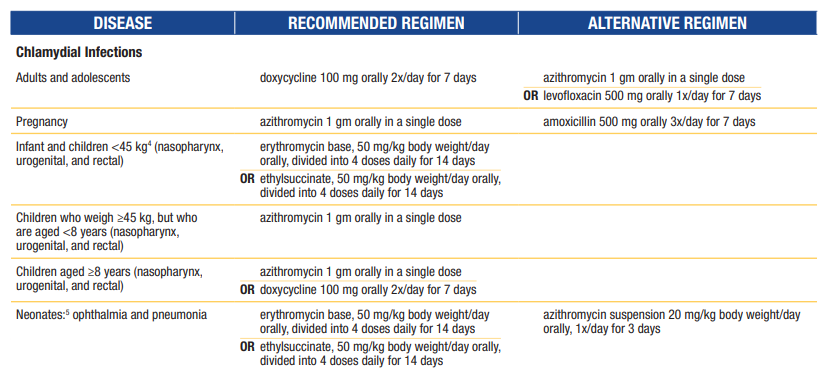 DISEASE RECOMMENDED REGIMEN ALTERNATIVE REGIMEN
Chlamydial Infections
Adults and adolescents doxycycline 100 mg orally 2x/day for 7 days azithromycin 1 gm orally in a single dose
OR levofloxacin 500 mg orally 1x/day for 7 days
Pregnancy azithromycin 1 gm orally in a single dose amoxicillin 500 mg orally 3x/day for 7 days
Infant and children <45 kg⁴ (nasopharynx, erythromycin base, 50 mg/kg body weight/day
urogenital, and rectal) orally, divided into 4 doses daily for 14 days
OR ethylsuccinate, 50 mg/kg body weight/day orally,
divided into 4 doses daily for 14 days
Children who weigh ≥45 kg, but who azithromycin 1 gm orally in a single dose
are aged <8 years (nasopharynx,
urogenital, and rectal)
Children aged ≥8 years (nasopharynx, azithromycin 1 gm orally in a single dose
urogenital, and rectal) OR doxycycline 100 mg orally 2x/day for 7 days
Neonates:⁵ ophthalmia and pneumonia erythromycin base, 50 mg/kg body weight/day azithromycin suspension 20 mg/kg body weight/day
orally, divided into 4 doses daily for 14 days orally, 1x/day for 3 days
OR ethylsuccinate, 50 mg/kg body weight/day orally,
divided into 4 doses daily for 14 days